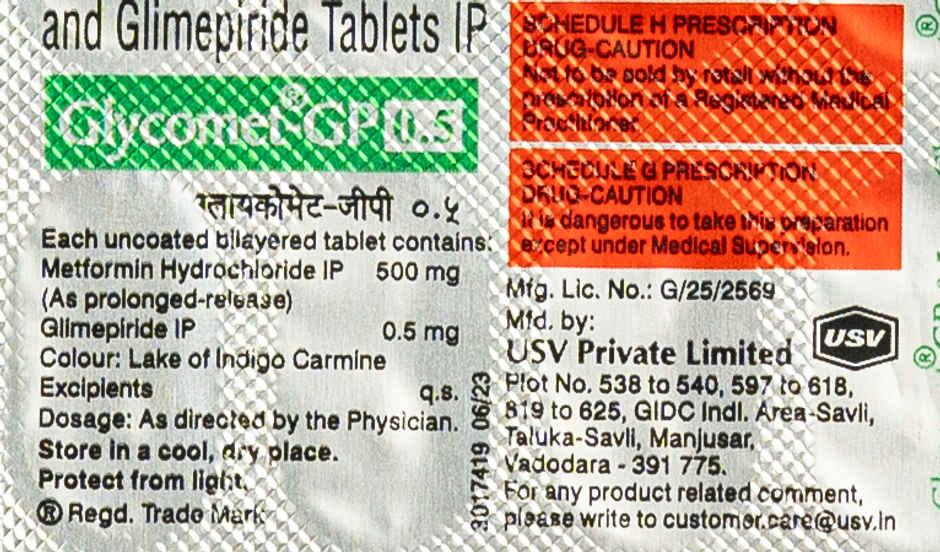 and Glimepiride Tablets IP
Glycomet®-GP 0.5
ग्लायकोमेट-जीपी ०.५
Each uncoated bilayered tablet contains:
Metformin Hydrochloride IP 500 mg
(As prolonged-release)
Glimepiride IP 0.5 mg
Colour: Lake of Indigo Carmine
Excipients q.s.
Dosage: As directed by the Physician.
Store in a cool, dry place.
Protect from light.
® Regd. Trade Mark
3017419 06/23
SCHEDULE H PRESCRIPTION
DRUG-CAUTION
Not to be sold by retail without the
prescription of a Registered Medical
Practitioner.
SCHEDULE G PRESCRIPTION
DRUG-CAUTION
It is dangerous to take this preparation
except under Medical Supervision.
Mfg. Lic. No.: G/25/2569
Mfd. by:
USV Private Limited
USV
Plot No. 538 to 540, 597 to 618,
619 to 625, GIDC Indl. Area-Savli,
Taluka-Savli, Manjusar,
Vadodara - 391 775.
For any product related comment,
please write to customer.care@usv.in